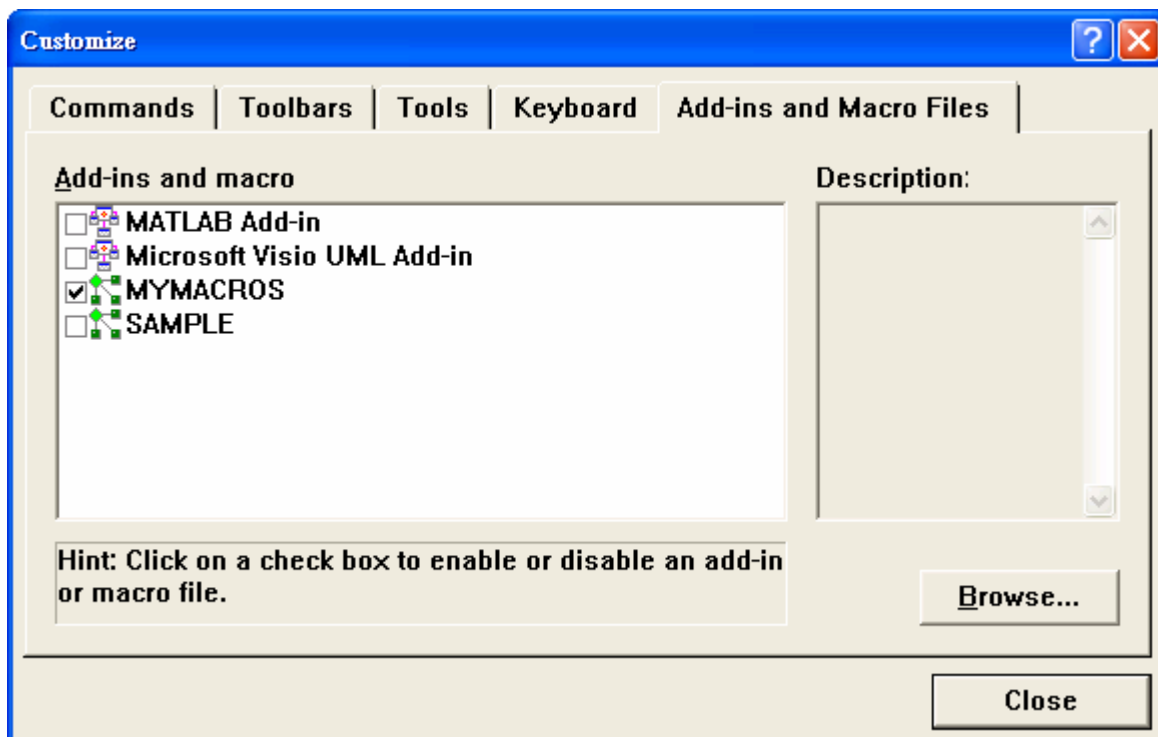 Customize
Commands
Toolbars
Tools
Keyboard
Add-ins and Macro Files
Add-ins and macro
Description:
MATLAB Add-in
Microsoft Visio UML Add-in
MYMACROS
SAMPLE
Hint: Click on a check box to enable or disable an add-in
or macro file.
Browse...
Close